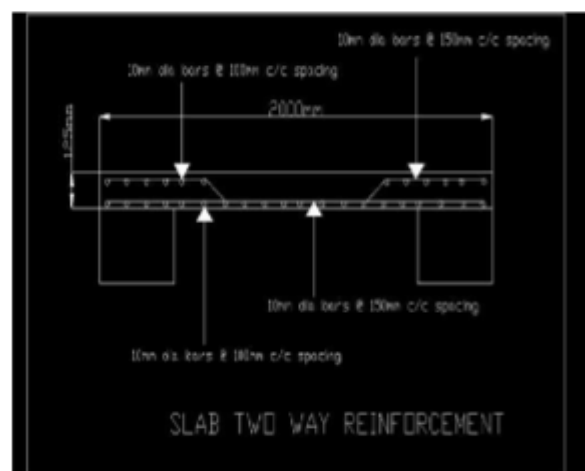 10mm dia bars @ 150mm c/c spacing
10mm dia bars @ 100mm c/c spacing
2000mm
125mm
10mm dia bars @ 150mm c/c spacing
10mm dia bars @ 100mm c/c spacing
SLAB TWO WAY REINFORCEMENT